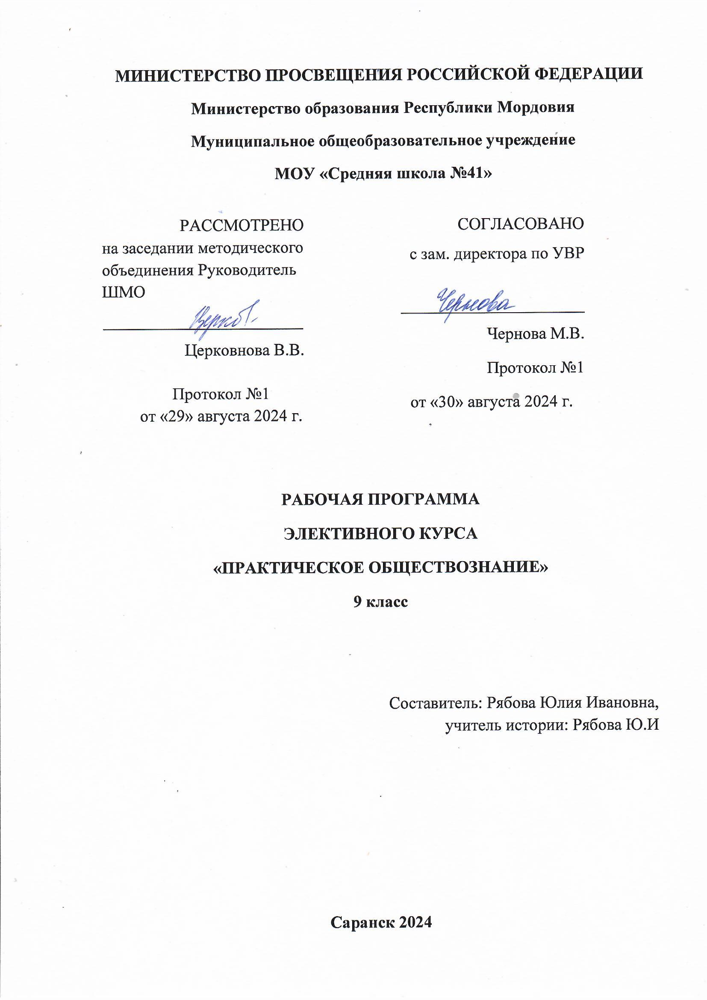 МИНИСТЕРСТВО ПРОСВЕЩЕНИЯ РОССИЙСКОЙ ФЕДЕРАЦИИ
Министерство образования Республики Мордовия
Муниципальное общеобразовательное учреждение
МОУ «Средняя школа №41»
РАССМОТРЕНО
на заседании методического
объединения Руководитель
ШМО
Церковнова В.В.
Протокол №1
от «29» августа 2024 г.
СОГЛАСОВАНО
с зам. директора по УВР
Чернова
Чернова М.В.
Протокол №1
от «30» августа 2024 г.
РАБОЧАЯ ПРОГРАММА
ЭЛЕКТИВНОГО КУРСА
«ПРАКТИЧЕСКОЕ ОБЩЕСТВОЗНАНИЕ»
9 класс
Составитель: Рябова Юлия Ивановна,
учитель истории: Рябова Ю.И
Саранск 2024